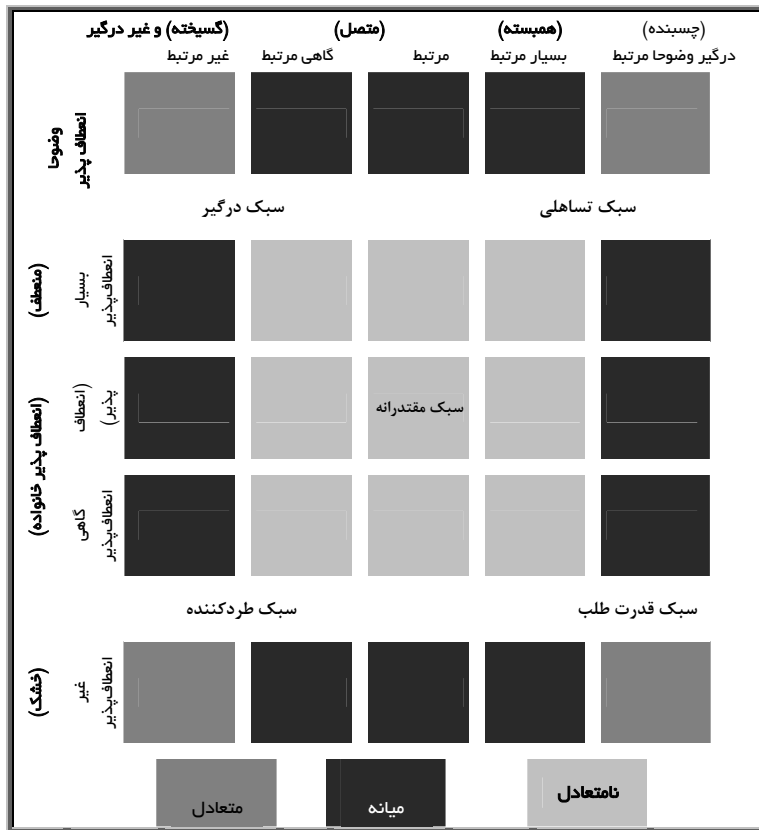 (چسبنده) (همبسته) (متصل) (گسیخته) و غیر درگیر
درگیر وضوحا مرتبط بسیار مرتبط مرتبط گاهی مرتبط غیر مرتبط
وضوحا
انعطاف پذیر
سبک تساهلی سبک درگیر
(منعطف)
بسیار
انعطاف‌پذیر
(انعطاف پذیر خانواده)
(انعطاف
پذیر)
سبک مقتدرانه
گاهی
انعطاف‌پذیر
سبک قدرت طلب سبک طردکننده
(خشک)
غیر
انعطاف‌پذیر
نامتعادل میانه متعادل